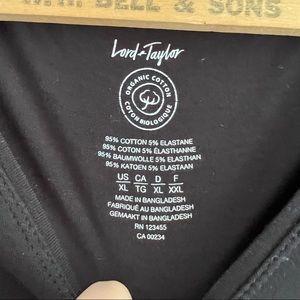 BELL & SONS
Lord + Taylor
ORGANIC COTTON
COTON BIOLOGIQUE
95% COTTON 5% ELASTANE
95% COTON 5% ÉLASTHANNE
95% BAUMWOLLE 5% ELASTHAN
95% KATOEN 5% ELASTAAN
US CA D F
XL TG XL XXL
MADE IN BANGLADESH
FABRIQUÉ AU BANGLADESH
GEMAAKT IN BANGLADESH
RN 123455
CA 00234